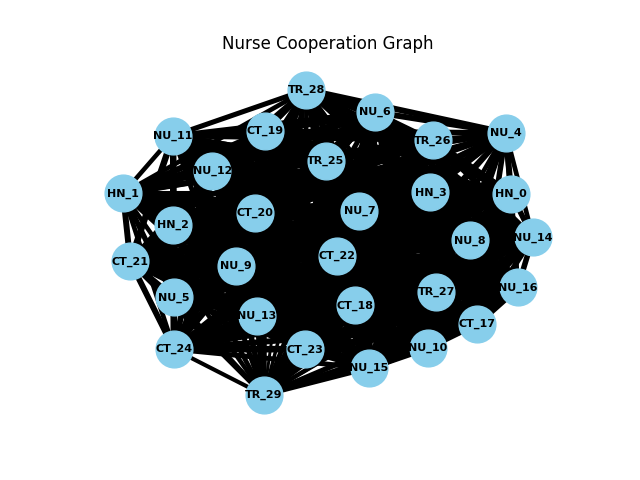 Nurse Cooperation Graph
TR_28
NU_6
CT_19
NU_4
NU_11
TR_26
TR_25
NU_12
HN_3
HN_1
HN_0
NU_7
CT_20
HN_2
NU_14
NU_8
CT_22
CT_21
NU_9
NU_16
TR_27
NU_5
CT_18
NU_13
CT_17
NU_10
CT_24
CT_23
NU_15
TR_29